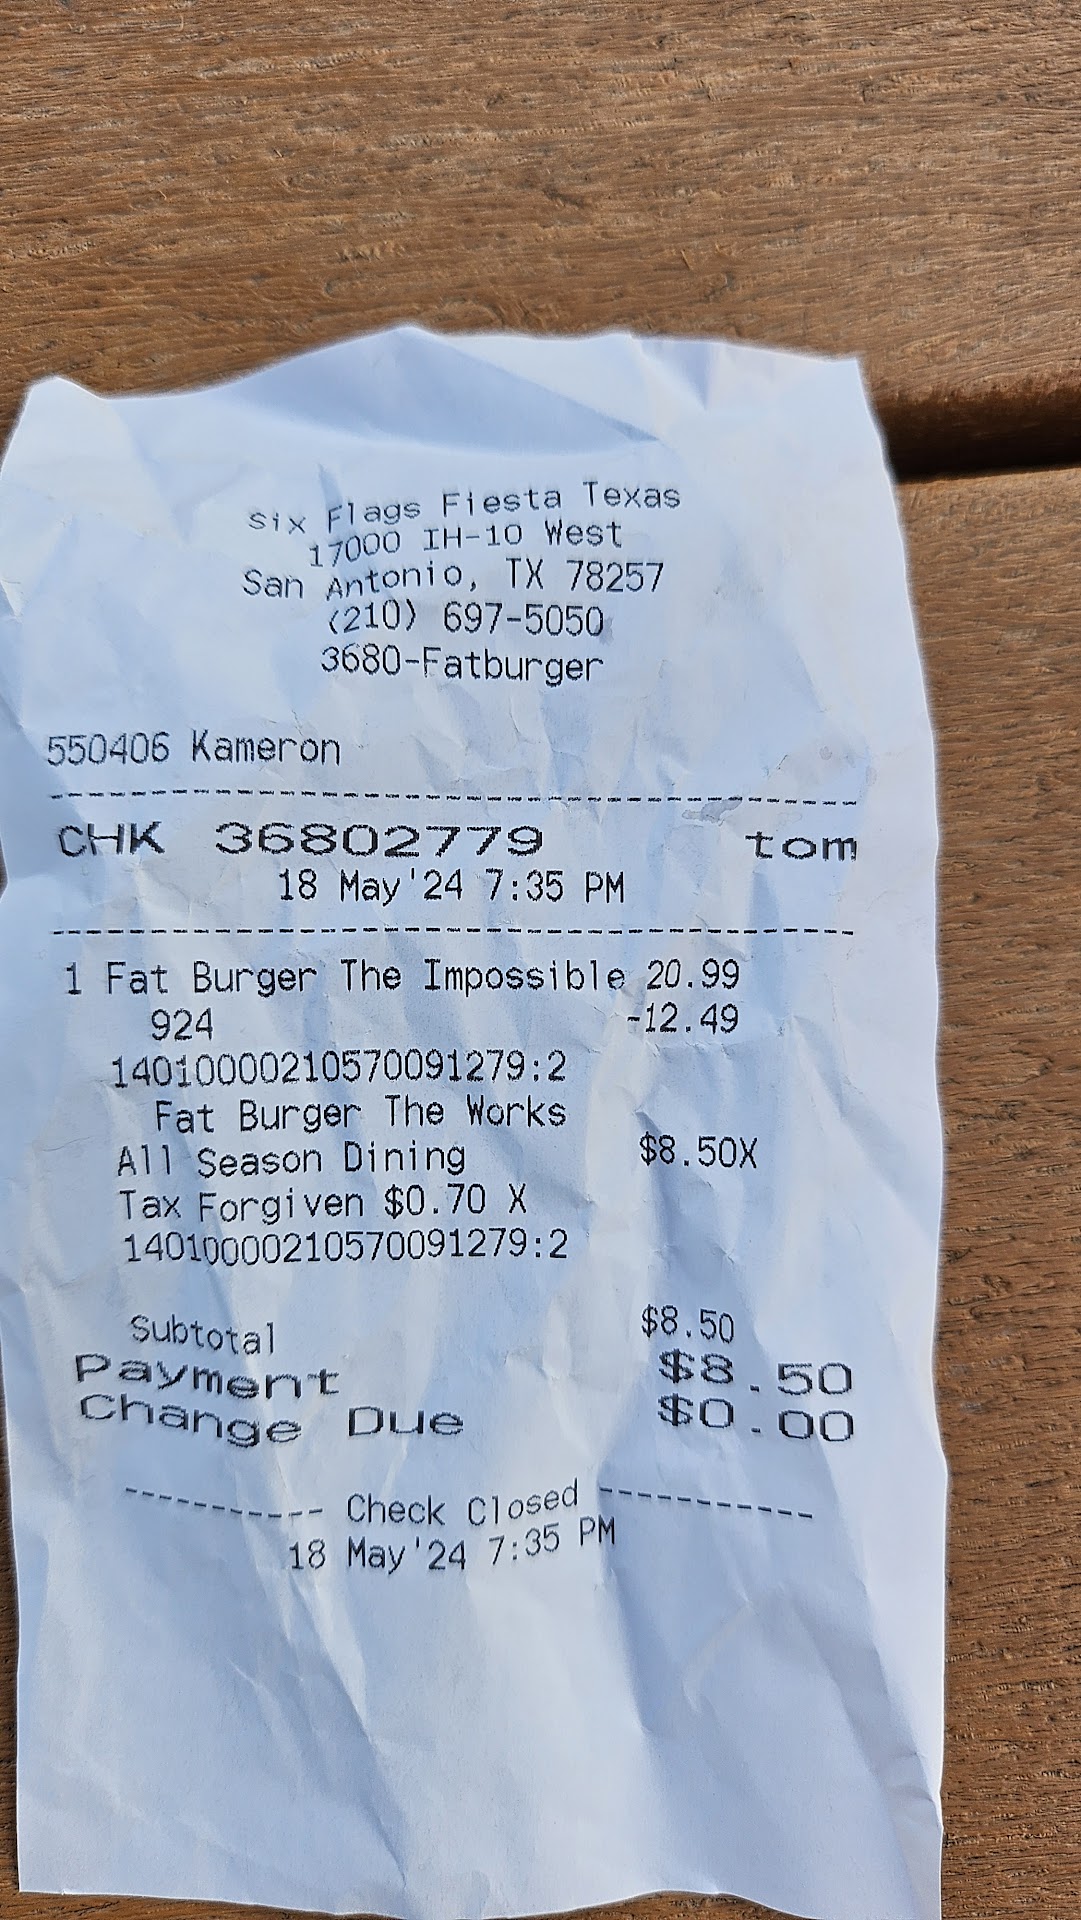 Six Flags Fiesta Texas
17000 IH-10 West
San Antonio, TX 78257
(210) 697-5050
3680-Fatburger
550406 Kameron
CHK 36802779 tom
18 May'24 7:35 PM
1 Fat Burger The Impossible 20.99
924 -12.49
14010000210570091279:2
Fat Burger The Works
All Season Dining $8.50X
Tax Forgiven $0.70 X
14010000210570091279:2
Subtotal $8.50
Payment $8.50
Change Due $0.00
----------- Check Closed -----------
18 May'24 7:35 PM